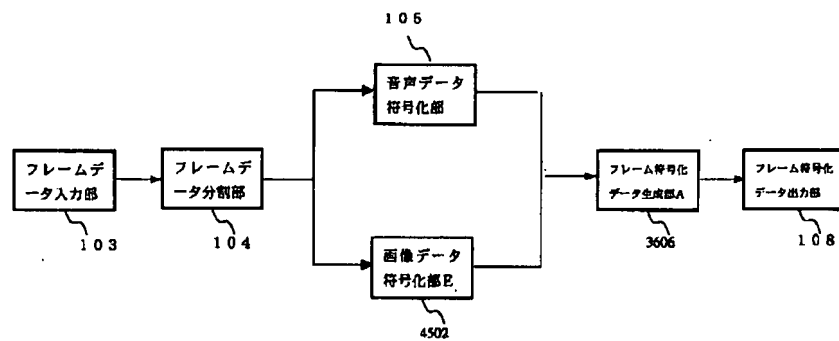 105
音声データ
符号化部
フレームデ
ータ入力部
103
フレームデ
ータ分割部
104
画像データ
符号化部E
4502
フレーム符号化
データ生成部A
3606
フレーム符号化
データ出力部
108